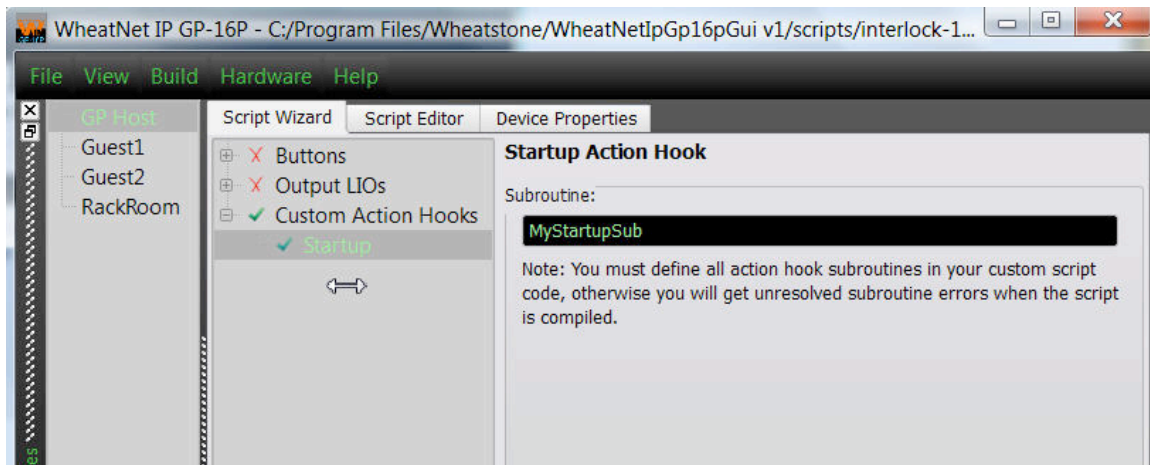 WheatNet IP GP-16P - C:/Program Files/Wheatstone/WheatNetIpGp16pGui v1/scripts/interlock-1...
File View Build Hardware Help
GP Host
Guest1
Guest2
RackRoom
Script Wizard Script Editor Device Properties
Buttons
Output LIOs
Custom Action Hooks
Startup
Startup Action Hook
Subroutine:
MyStartupSub
Note: You must define all action hook subroutines in your custom script
code, otherwise you will get unresolved subroutine errors when the script
is compiled.